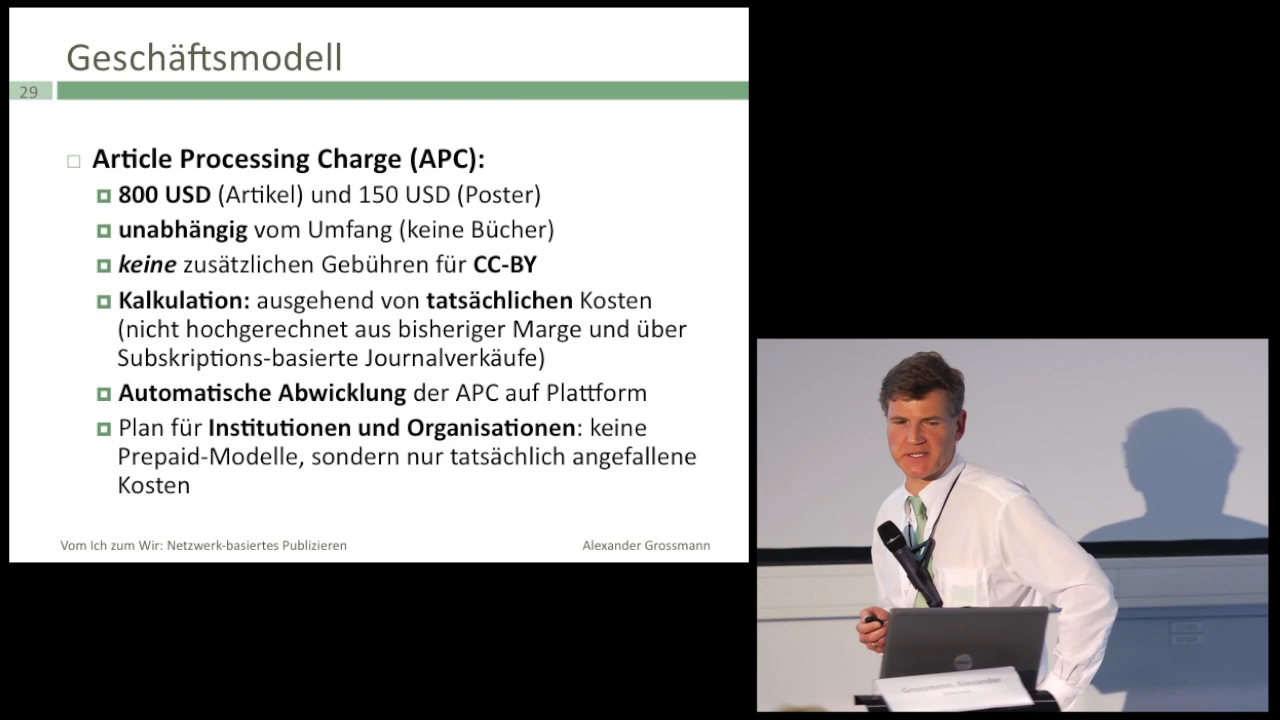 Geschäftsmodell
29
Article Processing Charge (APC):
800 USD (Artikel) und 150 USD (Poster)
unabhängig vom Umfang (keine Bücher)
keine zusätzlichen Gebühren für CC-BY
Kalkulation: ausgehend von tatsächlichen Kosten
(nicht hochgerechnet aus bisheriger Marge und über
Subskriptions-basierte Journalverkäufe)
Automatische Abwicklung der APC auf Plattform
Plan für Institutionen und Organisationen: keine
Prepaid-Modelle, sondern nur tatsächlich angefallene
Kosten
Vom Ich zum Wir: Netzwerk-basiertes Publizieren
Alexander Grossmann
Grossmann, Alexander